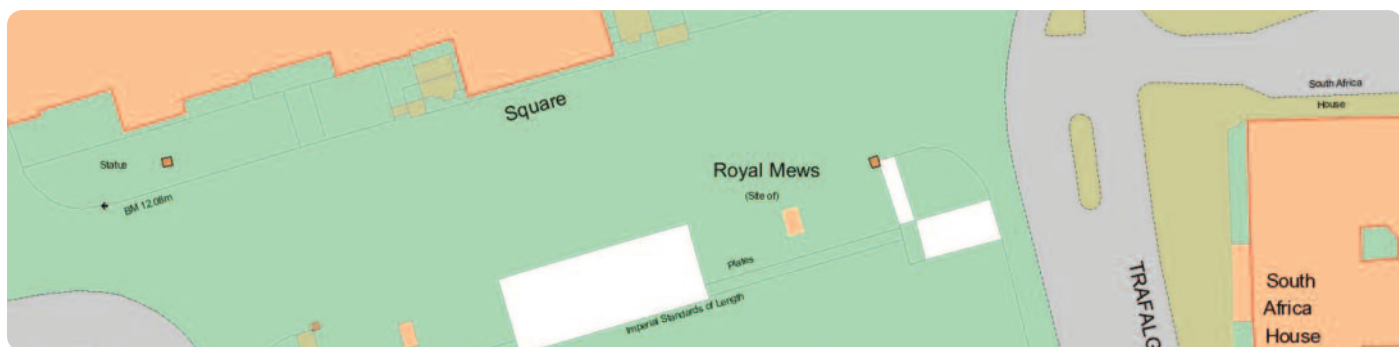 Square
South Africa
House
Status
Royal Mews
(Site of)
BM 12.08m
Plates
Imperial Standards of Length
TRAFALG
South
Africa
House